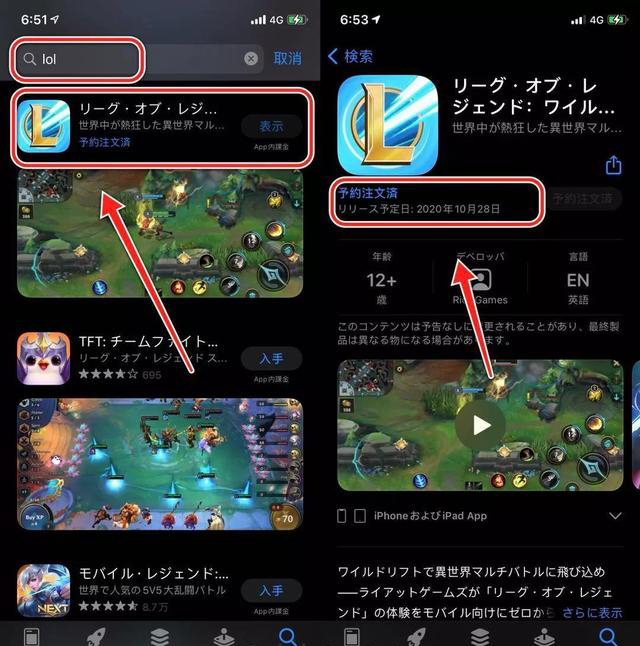 6:51
4G
lol
取消
リーグ・オブ・レジ...
世界中が熱狂した異世界マル...
予約注文済
表示
App内課金
TFT: チームファイト...
リーグ・オブ・レジェンド ス...
695
入手
App内課金
Buy XP
70
モバイル・レジェンド:...
世界で人気の5V5大乱闘バトル
8.7万
入手
App内課金
NEXT
6:53
4G
検索
リーグ・オブ・レ
ジェンド：ワイル...
世界中が熱狂した異世界マル...
予約注文済
リリース予定日: 2020年10月28日
予約注文済
年齢
12+
歳
デベロッパ
Games
言語
EN
英語
このコンテンツは予告なしに変更されることがあり、最終製
品は異なる物になる場合があります。
iPhoneおよびiPad App
ワイルドリフトで異世界マルチバトルに飛び込め
——ライアットゲームズが「リーグ・オブ・レジェ
ンド」の体験をモバイル向けにゼロから さらに表示